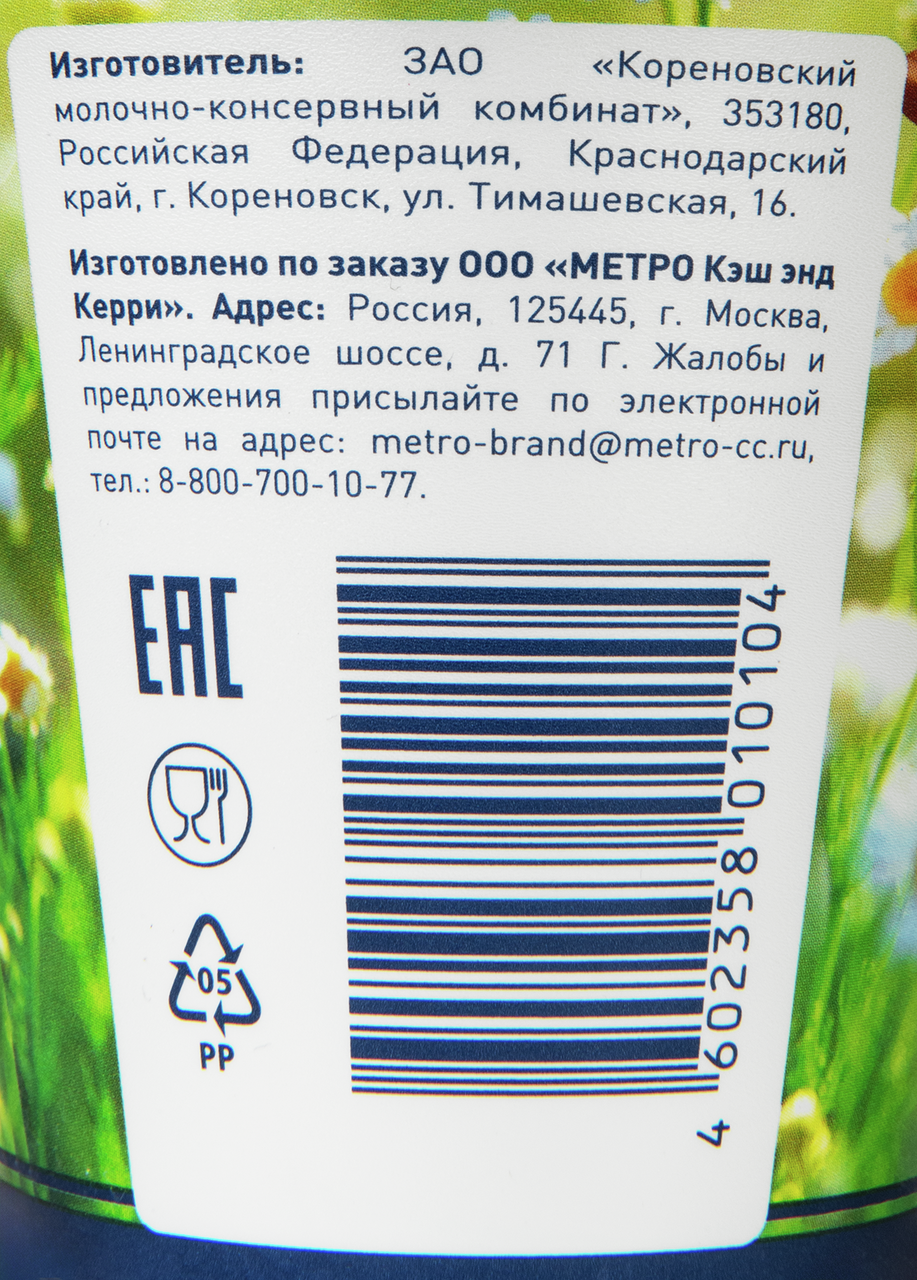 Изготовитель: ЗАО «Кореновский
молочно-консервный комбинат», 353180,
Российская Федерация, Краснодарский
край, г. Кореновск, ул. Тимашевская, 16.
Изготовлено по заказу ООО «МЕТРО Кэш энд
Керри». Адрес: Россия, 125445, г. Москва,
Ленинградское шоссе, д. 71 Г. Жалобы и
предложения присылайте по электронной
почте на адрес: metro-brand@metro-cc.ru,
тел.: 8-800-700-10-77.
EAC
05
PP
4 602358 010104